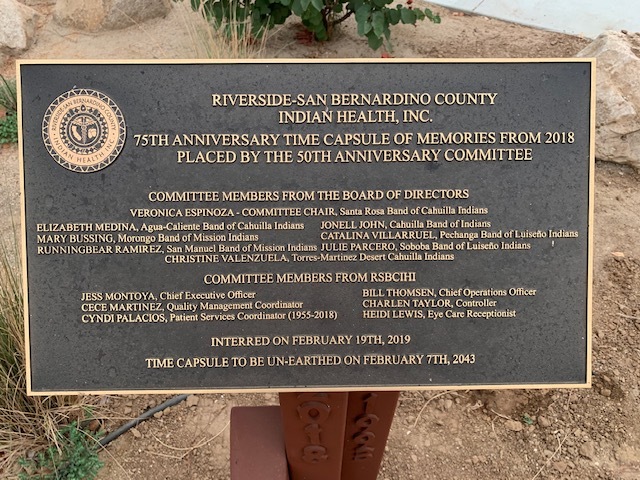 RIVERSIDE-SAN BERNARDINO COUNTY
INDIAN HEALTH, INC.
75TH ANNIVERSARY TIME CAPSULE OF MEMORIES FROM 2018
PLACED BY THE 50TH ANNIVERSARY COMMITTEE
RIVERSIDE SAN BERNARDINO CO.
INDIAN HEALTH INC.
COMMITTEE MEMBERS FROM THE BOARD OF DIRECTORS
VERONICA ESPINOZA - COMMITTEE CHAIR, Santa Rosa Band of Cahuilla Indians
ELIZABETH MEDINA, Agua-Caliente Band of Cahuilla Indians JONELL JOHN, Cahuilla Band of Indians
MARY BUSSING, Morongo Band of Mission Indians CATALINA VILLARRUEL, Pechanga Band of Luiseño Indians
RUNNINGBEAR RAMIREZ, San Manuel Band of Mission Indians JULIE PARCERO, Soboba Band of Luiseño Indians
CHRISTINE VALENZUELA, Torres-Martinez Desert Cahuilla Indians
COMMITTEE MEMBERS FROM RSBCIHI
JESS MONTOYA, Chief Executive Officer BILL THOMSEN, Chief Operations Officer
CECE MARTINEZ, Quality Management Coordinator CHARLEN TAYLOR, Controller
CYNDI PALACIOS, Patient Services Coordinator (1955-2018) HEIDI LEWIS, Eye Care Receptionist
INTERRED ON FEBRUARY 19TH, 2019
TIME CAPSULE TO BE UN-EARTHED ON FEBRUARY 7TH, 2043